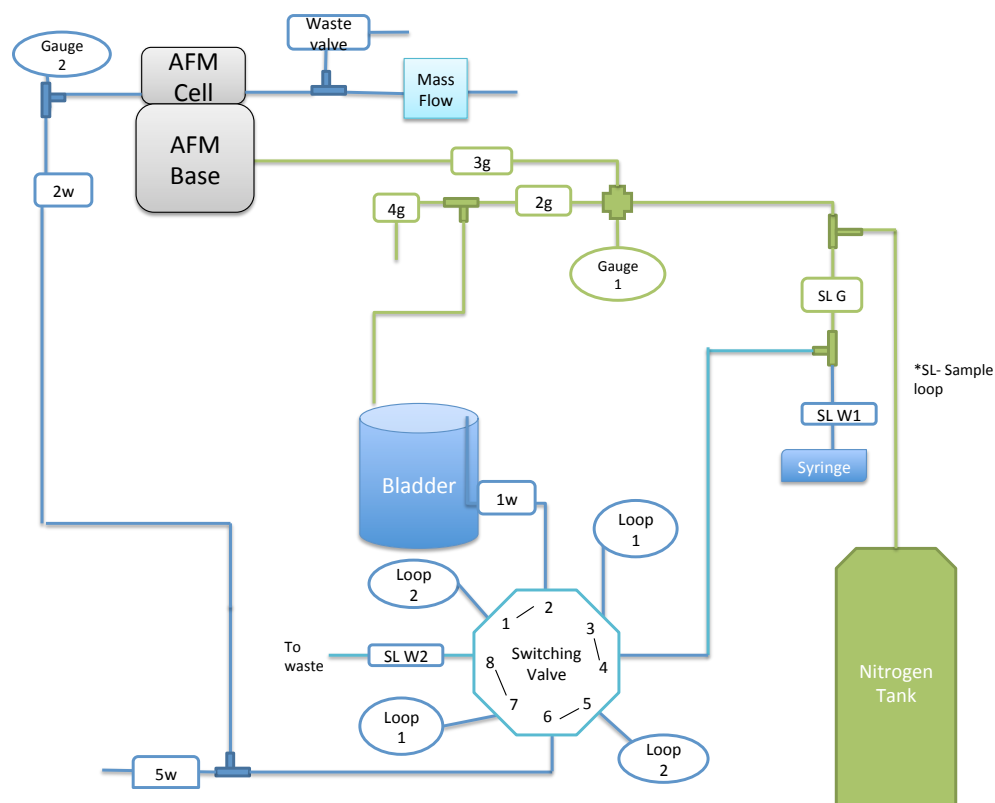 Waste
valve
Gauge
2
AFM
Cell
Mass
Flow
AFM
Base
3g
2w
4g
2g
Gauge
1
SL G
*SL- Sample
loop
SL W1
Syringe
Bladder
1w
Loop
1
Loop
2
1
2
3
4
5
6
7
8
Switching
Valve
To
waste
SL W2
Loop
1
Loop
2
5w
Nitrogen
Tank